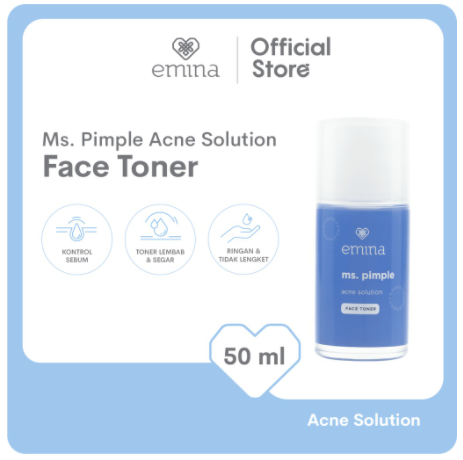 emina
Official
Store
Ms. Pimple Acne Solution
Face Toner
KONTROL
SEBUM
TONER LEMBAB
& SEGAR
RINGAN &
TIDAK LENGKET
emina
ms. pimple
acne solution
FACE TONER
50 ml
Acne Solution